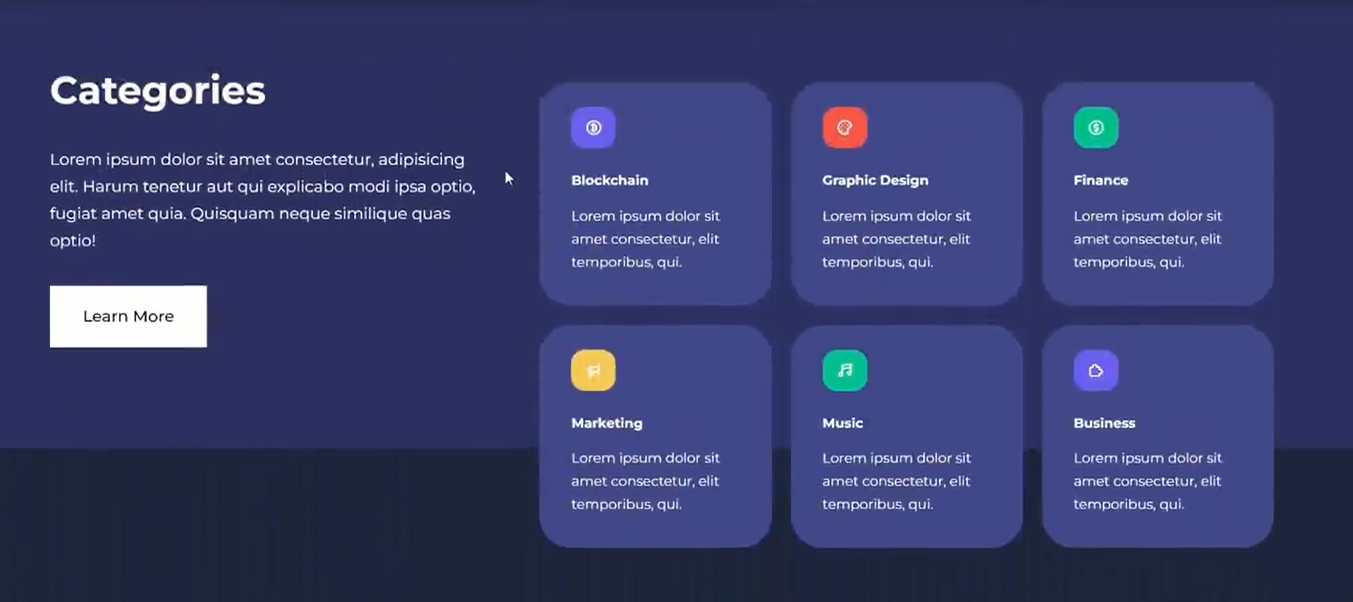 Categories
Lorem ipsum dolor sit amet consectetur, adipisicing
elit. Harum tenetur aut qui explicabo modi ipsa optio,
fugiat amet quia. Quisquam neque similique quas
optio!
Learn More
Blockchain
Lorem ipsum dolor sit
amet consectetur, elit
temporibus, qui.
Graphic Design
Lorem ipsum dolor sit
amet consectetur, elit
temporibus, qui.
Finance
Lorem ipsum dolor sit
amet consectetur, elit
temporibus, qui.
Marketing
Lorem ipsum dolor sit
amet consectetur, elit
temporibus, qui.
Music
Lorem ipsum dolor sit
amet consectetur, elit
temporibus, qui.
Business
Lorem ipsum dolor sit
amet consectetur, elit
temporibus, qui.